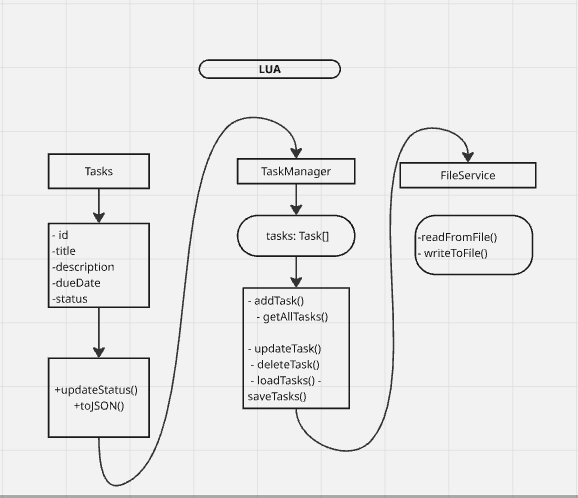 LUA
Tasks
- id
-title
-description
-dueDate
-status
+updateStatus()
+toJSON()
TaskManager
tasks: Task[]
- addTask()
- getAllTasks()
- updateTask()
- deleteTask()
- loadTasks() -
saveTasks()
FileService
-readFromFile()
- writeToFile()